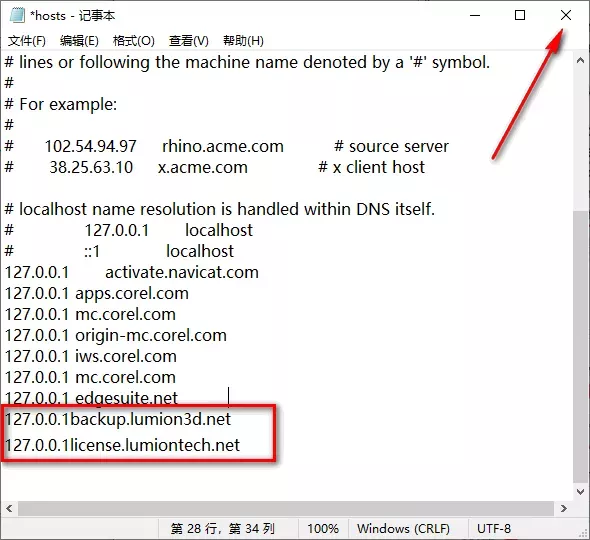 *hosts - 记事本
文件(F) 编辑(E) 格式(O) 查看(V) 帮助(H)
# lines or following the machine name denoted by a '#' symbol.
#
# For example:
#
# 102.54.94.97 rhino.acme.com # source server
# 38.25.63.10 x.acme.com # x client host
# localhost name resolution is handled within DNS itself.
# 127.0.0.1 localhost
# ::1 localhost
127.0.0.1 activate.navicat.com
127.0.0.1 apps.corel.com
127.0.0.1 mc.corel.com
127.0.0.1 origin-mc.corel.com
127.0.0.1 iws.corel.com
127.0.0.1 mc.corel.com
127.0.0.1 edgesuite.net
127.0.0.1backup.lumion3d.net
127.0.0.1license.lumiontech.net
第 28 行，第 34 列 100% Windows (CRLF) UTF-8